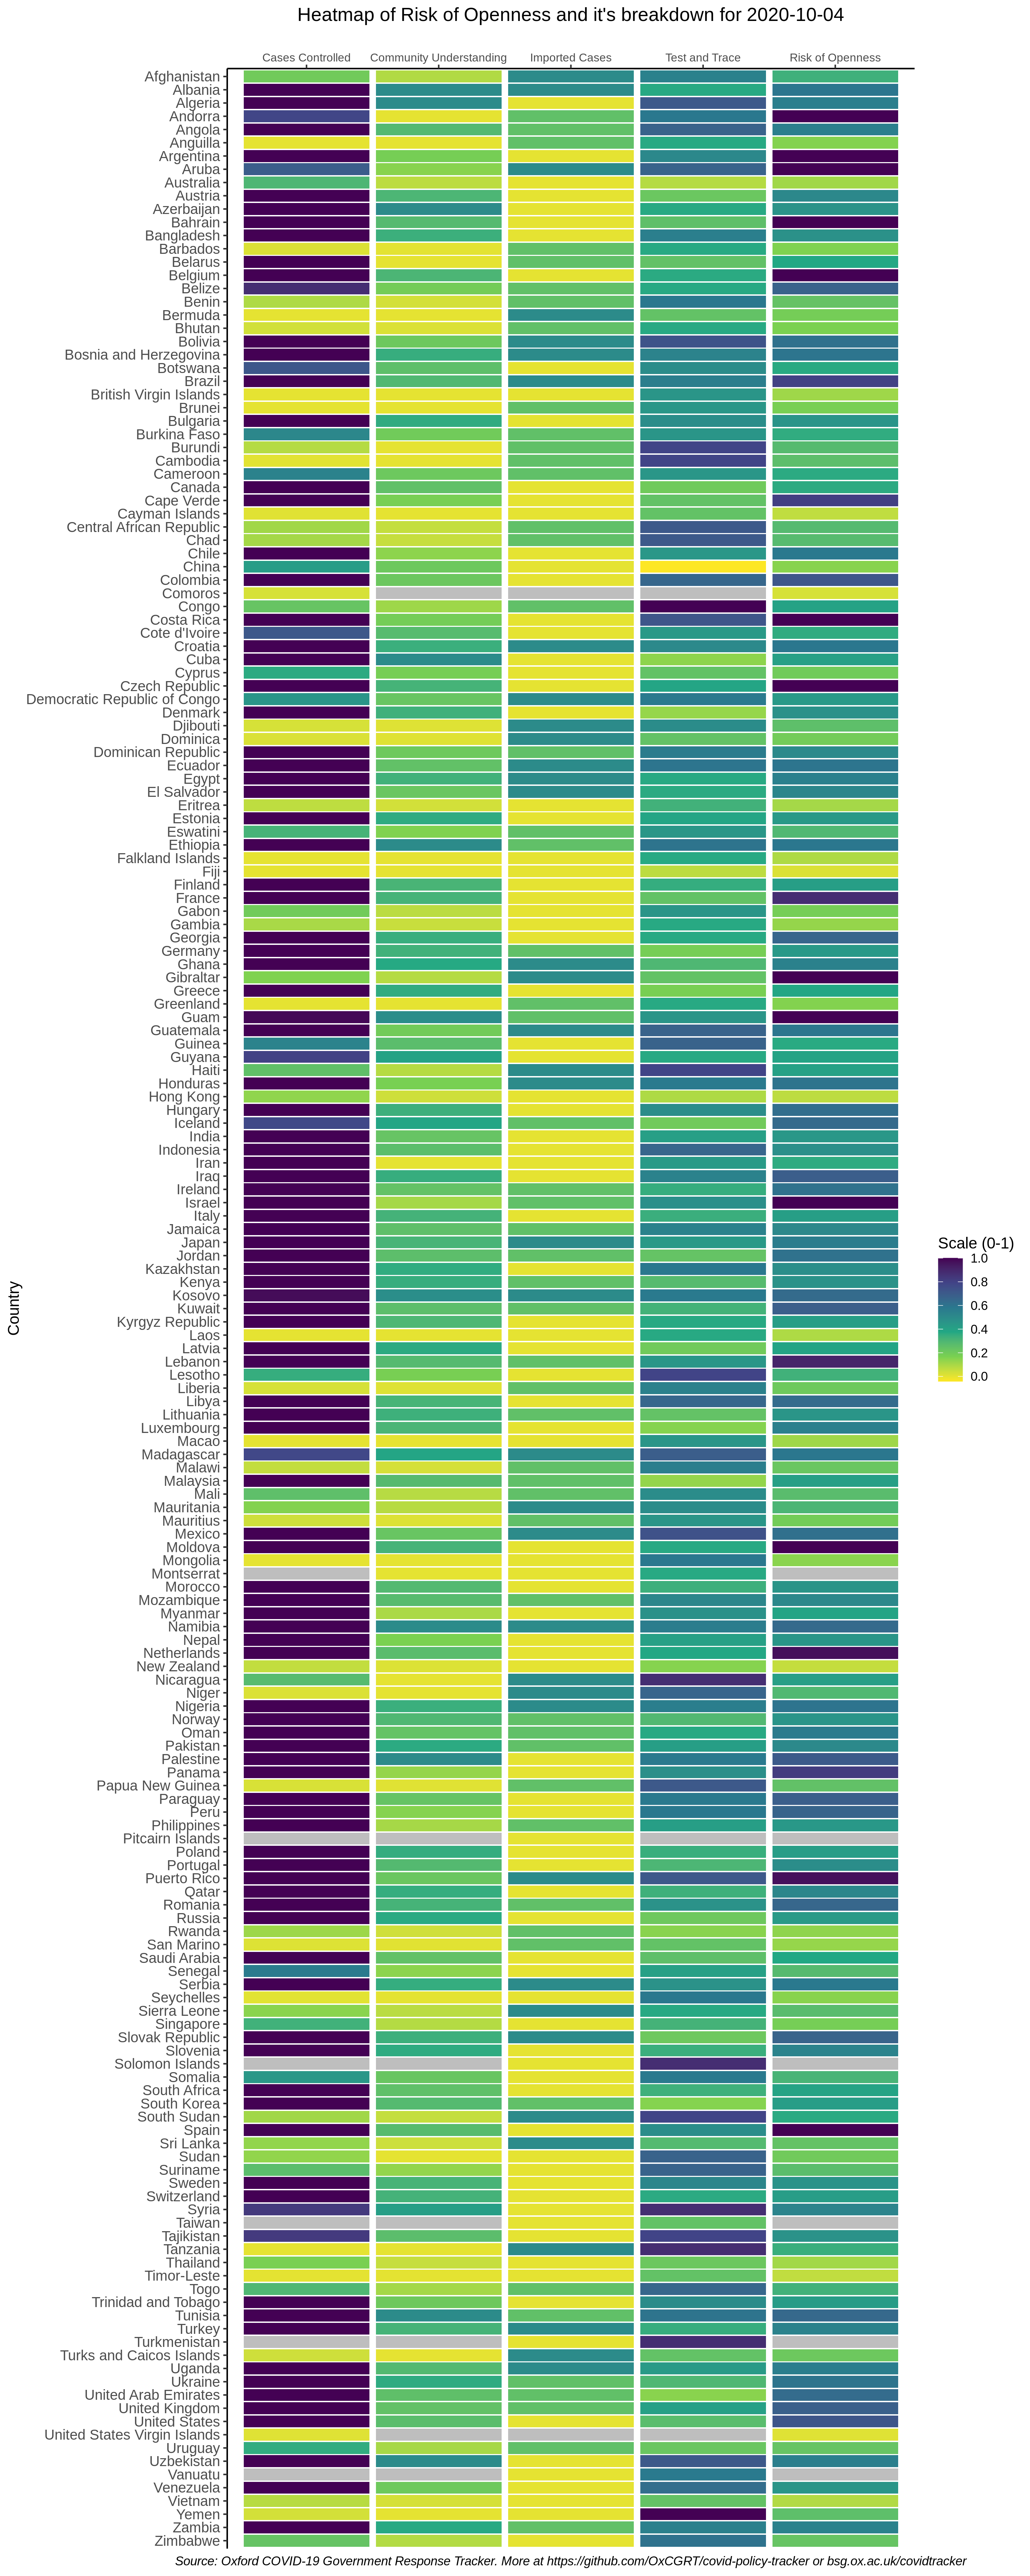 Heatmap of Risk of Openness and it's breakdown for 2020-10-04
Cases Controlled Community Understanding Imported Cases Test and Trace Risk of Openness
Afghanistan
Albania
Algeria
Andorra
Angola
Anguilla
Argentina
Aruba
Australia
Austria
Azerbaijan
Bahrain
Bangladesh
Barbados
Belarus
Belgium
Belize
Benin
Bermuda
Bhutan
Bolivia
Bosnia and Herzegovina
Botswana
Brazil
British Virgin Islands
Brunei
Bulgaria
Burkina Faso
Burundi
Cambodia
Cameroon
Canada
Cape Verde
Cayman Islands
Central African Republic
Chad
Chile
China
Colombia
Comoros
Congo
Costa Rica
Cote d'Ivoire
Croatia
Cuba
Cyprus
Czech Republic
Democratic Republic of Congo
Denmark
Djibouti
Dominica
Dominican Republic
Ecuador
Egypt
El Salvador
Eritrea
Estonia
Eswatini
Ethiopia
Falkland Islands
Fiji
Finland
France
Gabon
Gambia
Georgia
Germany
Ghana
Gibraltar
Greece
Greenland
Guam
Guatemala
Guinea
Guyana
Haiti
Honduras
Hong Kong
Hungary
Iceland
India
Indonesia
Iran
Iraq
Ireland
Israel
Italy
Jamaica
Japan
Jordan
Kazakhstan
Kenya
Kosovo
Kuwait
Kyrgyz Republic
Laos
Latvia
Lebanon
Lesotho
Liberia
Libya
Lithuania
Luxembourg
Macao
Madagascar
Malawi
Malaysia
Mali
Mauritania
Mauritius
Mexico
Moldova
Mongolia
Montserrat
Morocco
Mozambique
Myanmar
Namibia
Nepal
Netherlands
New Zealand
Nicaragua
Niger
Nigeria
Norway
Oman
Pakistan
Palestine
Panama
Papua New Guinea
Paraguay
Peru
Philippines
Pitcairn Islands
Poland
Portugal
Puerto Rico
Qatar
Romania
Russia
Rwanda
San Marino
Saudi Arabia
Senegal
Serbia
Seychelles
Sierra Leone
Singapore
Slovak Republic
Slovenia
Solomon Islands
Somalia
South Africa
South Korea
South Sudan
Spain
Sri Lanka
Sudan
Suriname
Sweden
Switzerland
Syria
Taiwan
Tajikistan
Tanzania
Thailand
Timor-Leste
Togo
Trinidad and Tobago
Tunisia
Turkey
Turkmenistan
Turks and Caicos Islands
Uganda
Ukraine
United Arab Emirates
United Kingdom
United States
United States Virgin Islands
Uruguay
Uzbekistan
Vanuatu
Venezuela
Vietnam
Yemen
Zambia
Zimbabwe
Country
Scale (0-1)
1.0
0.8
0.6
0.4
0.2
0.0
Source: Oxford COVID-19 Government Response Tracker. More at https://github.com/OxCGRT/covid-policy-tracker or bsg.ox.ac.uk/covidtracker